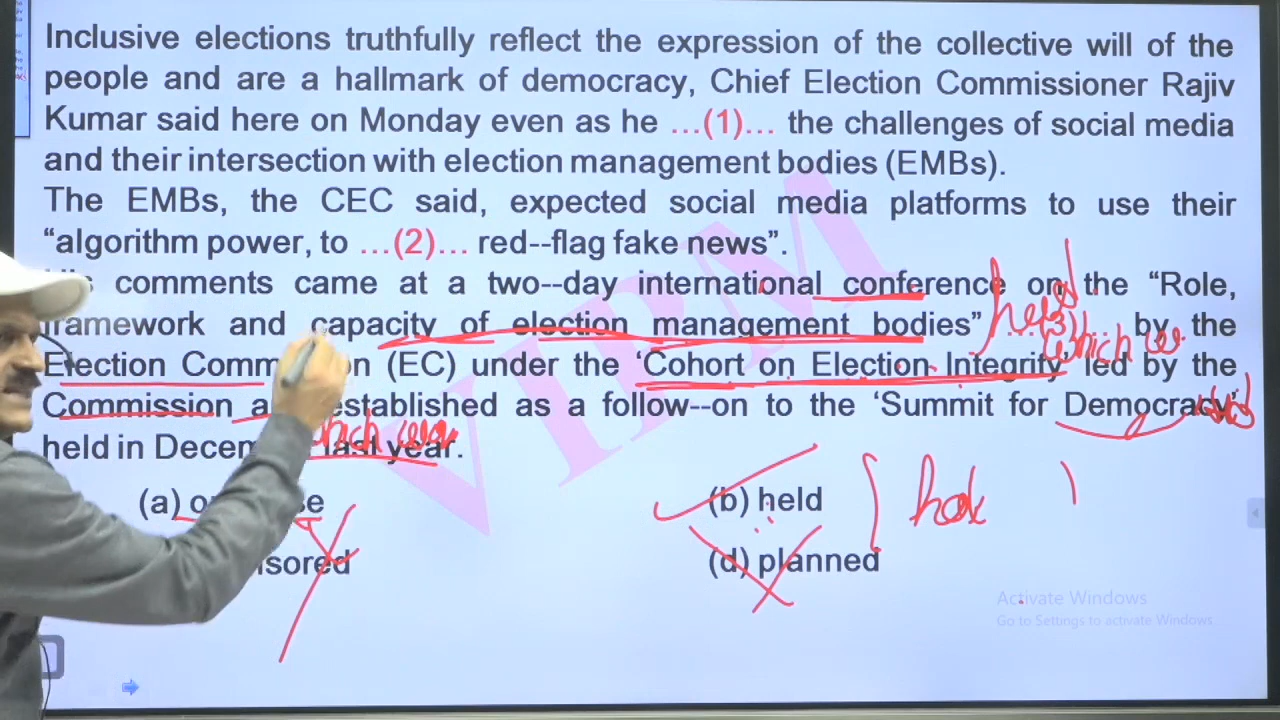 Inclusive elections truthfully reflect the expression of the collective will of the
people and are a hallmark of democracy, Chief Election Commissioner Rajiv
Kumar said here on Monday even as he ...(1)... the challenges of social media
and their intersection with election management bodies (EMBs).
The EMBs, the CEC said, expected social media platforms to use their
“algorithm power, to ...(2)... red--flag fake news”.
comments came at a two--day international conference on the “Role,
framework and capacity of election management bodies” ...(3)... by the
held
which
Election (EC) under the ‘Cohort on Election Integrity’ led by the
Commission established as a follow--on to the ‘Summit for Democracy’
held in last year.
which
(a) (b) held
(d) planned
VIPM
Activate Windows
Go to Settings to activate Windows.